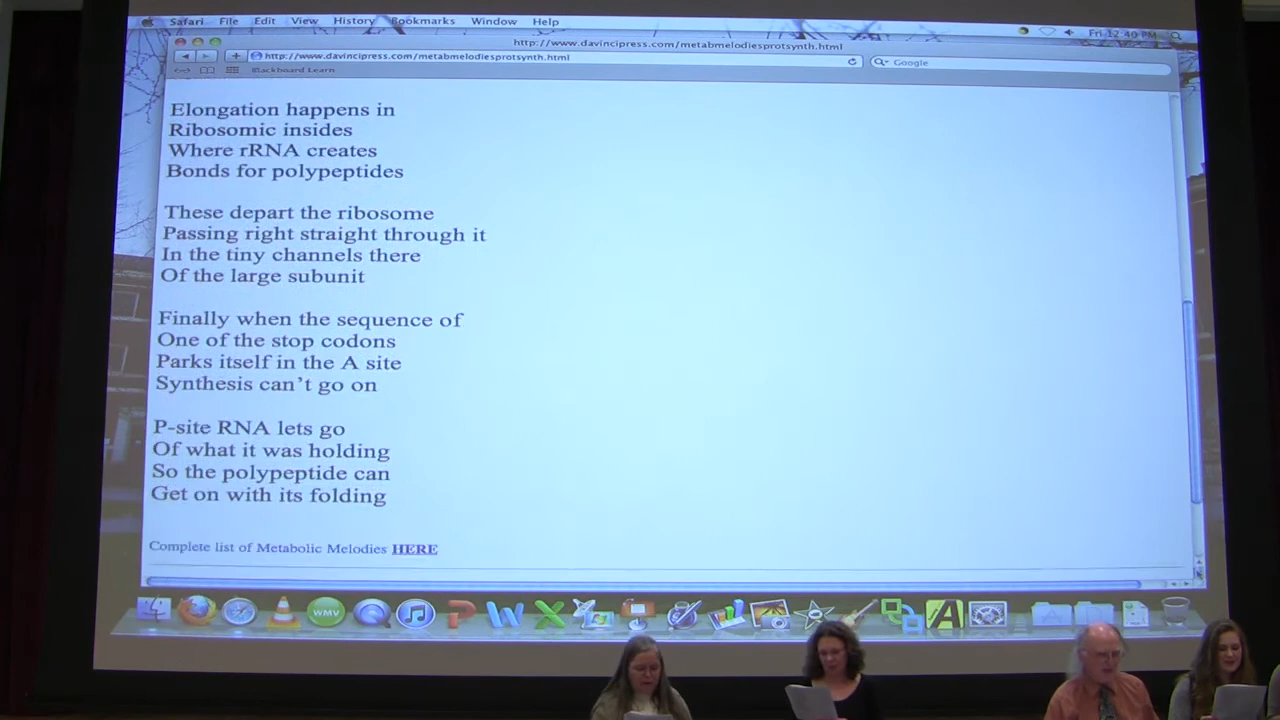 Safari File Edit View History Bookmarks Window Help Fri 12:40 PM
http://www.davincipress.com/metabmelodiesprotsynth.html
http://www.davincipress.com/metabmelodiesprotsynth.html Google
Blackboard Learn
Elongation happens in
Ribosomic insides
Where rRNA creates
Bonds for polypeptides
These depart the ribosome
Passing right straight through it
In the tiny channels there
Of the large subunit
Finally when the sequence of
One of the stop codons
Parks itself in the A site
Synthesis can’t go on
P-site RNA lets go
Of what it was holding
So the polypeptide can
Get on with its folding
Complete list of Metabolic Melodies HERE
WMV